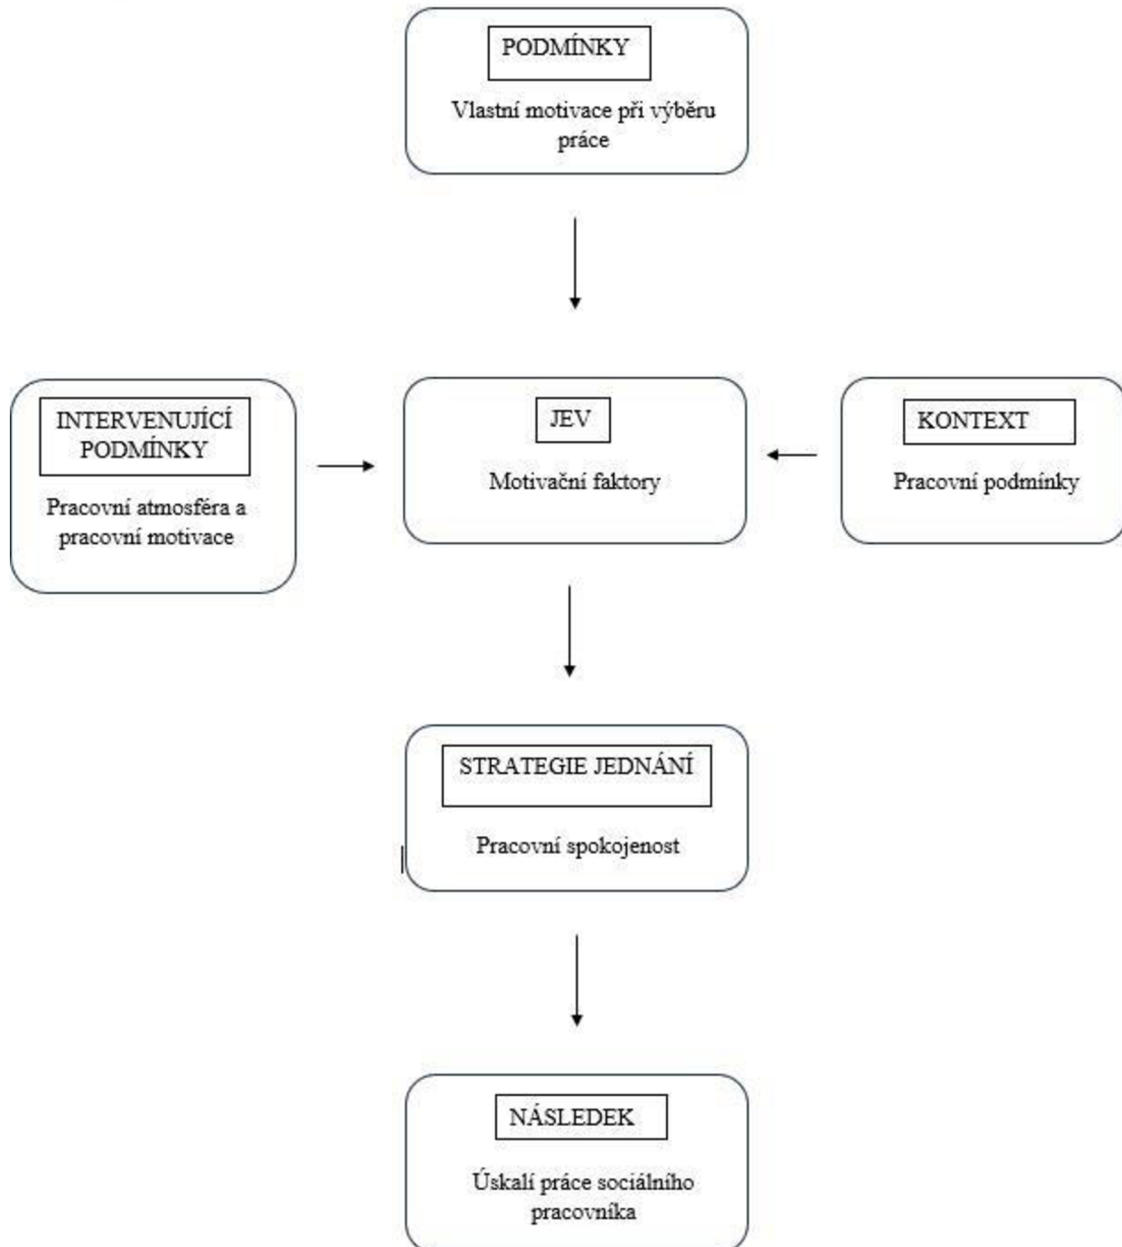 PODMÍNKY
Vlastní motivace při výběru
práce
INTERVENUJÍCÍ
PODMÍNKY
Pracovní atmosféra a
pracovní motivace
JEV
Motivační faktory
KONTEXT
Pracovní podmínky
STRATEGIE JEDNÁNÍ
Pracovní spokojenost
NÁSLEDEK
Úskalí práce sociálního
pracovníka